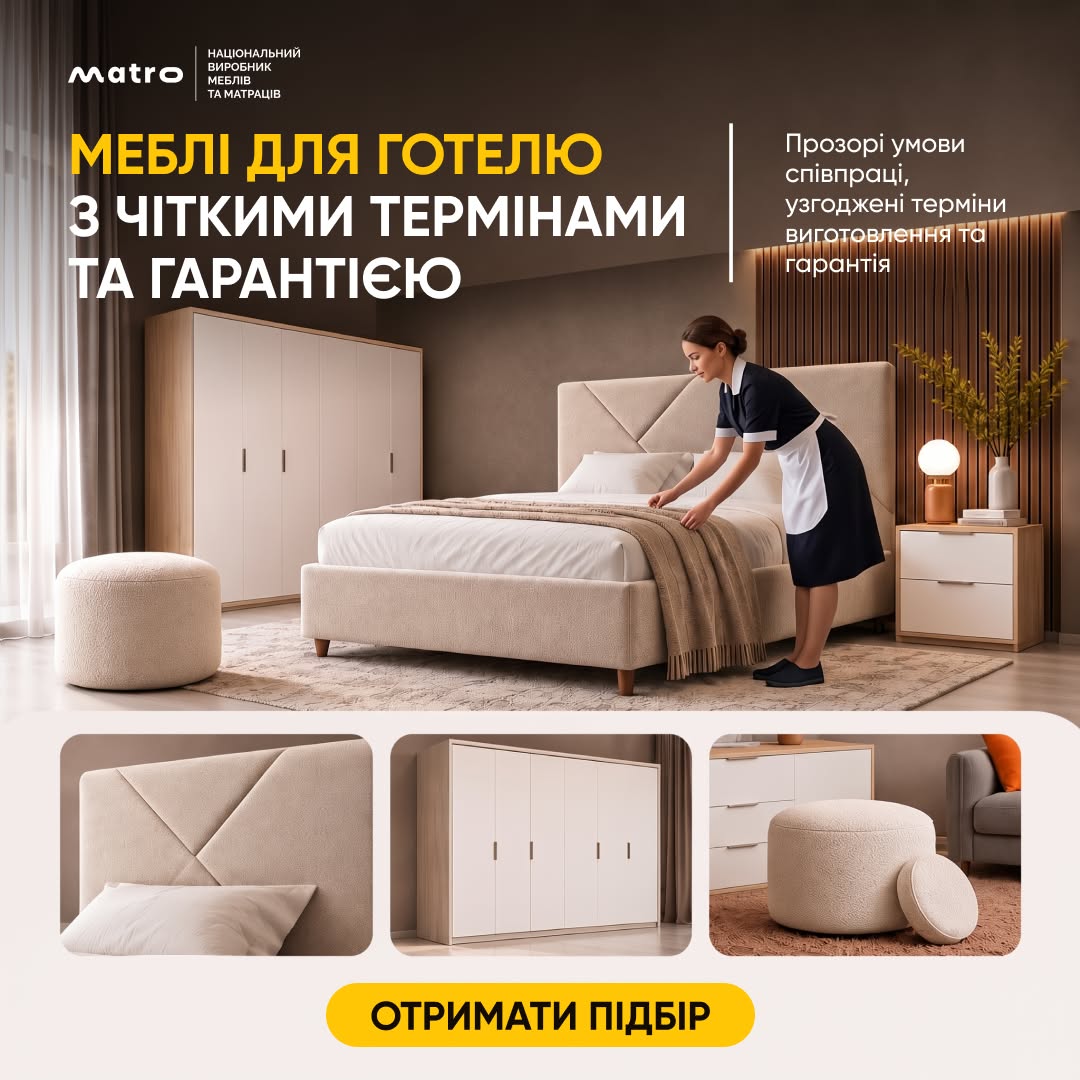 matro
НАЦІОНАЛЬНИЙ
ВИРОБНИК
МЕБЛІВ
ТА МАТРАЦІВ
МЕБЛІ ДЛЯ ГОТЕЛЮ
З ЧІТКИМИ ТЕРМІНАМИ
ТА ГАРАНТІЄЮ
Прозорі умови
співпраці,
узгоджені терміни
виготовлення та
гарантія
ОТРИМАТИ ПІДБІР